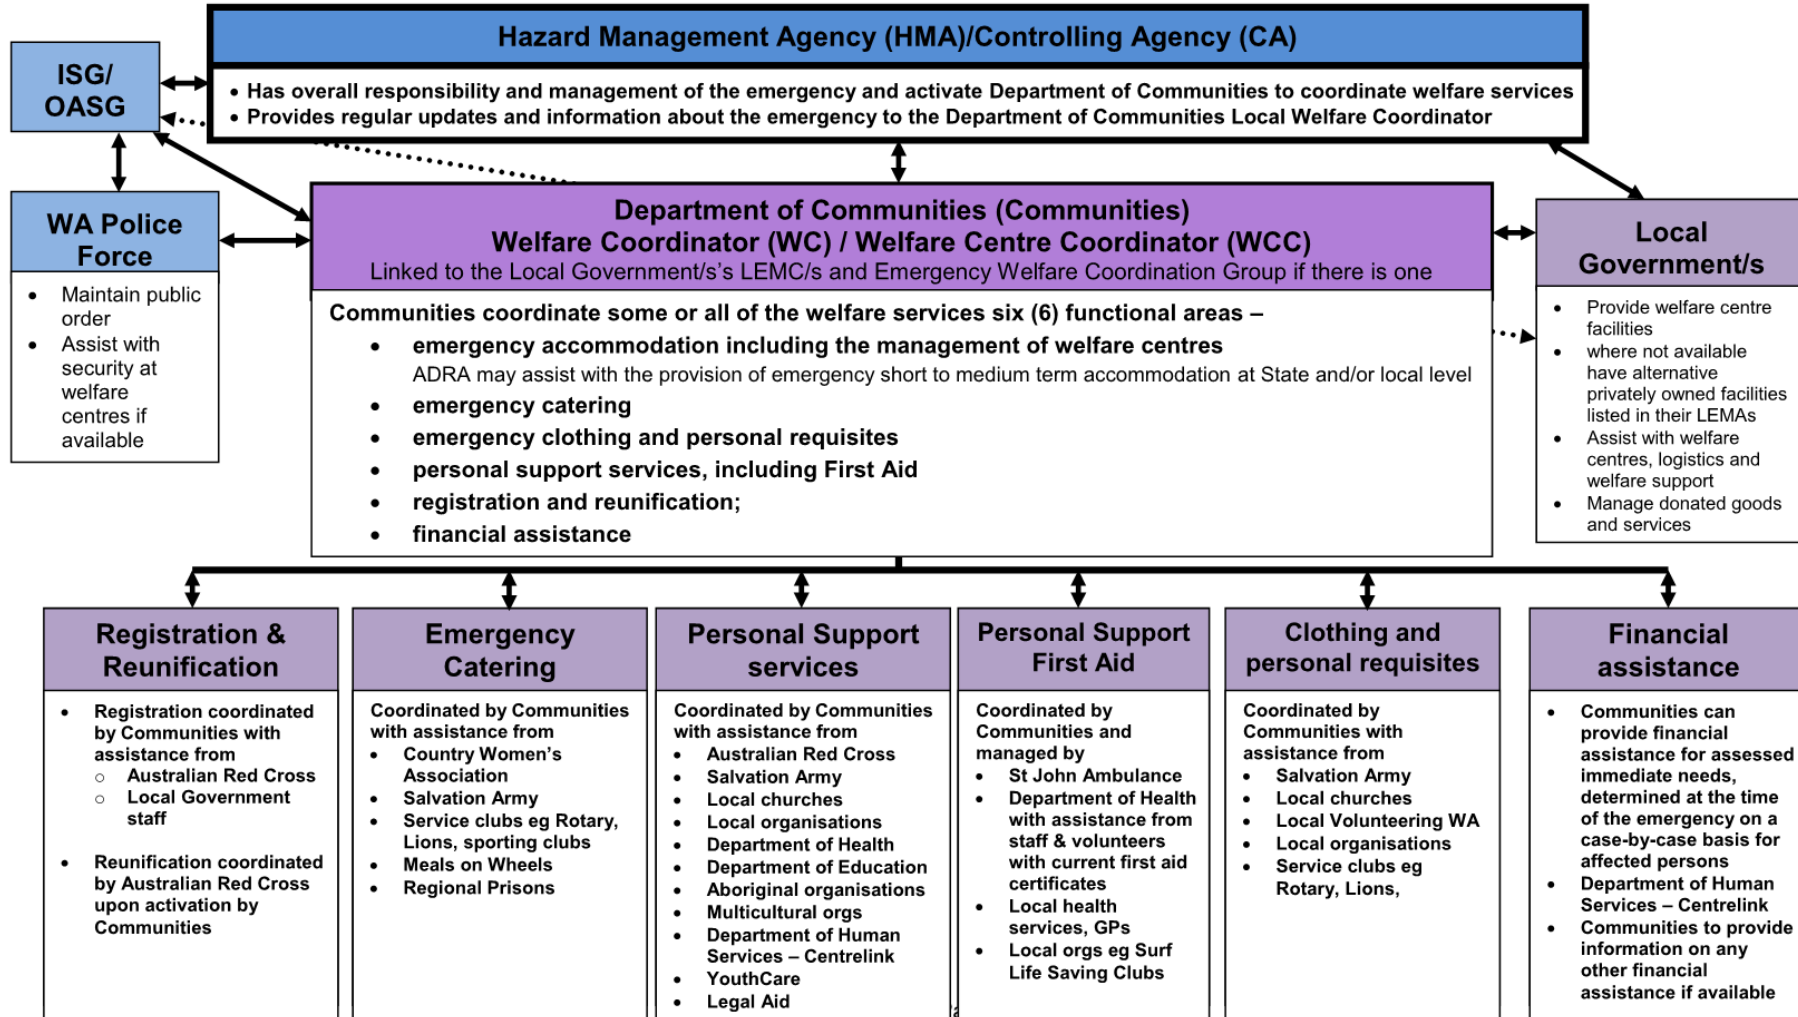 Hazard Management Agency (HMA)/Controlling Agency (CA)
• Has overall responsibility and management of the emergency and activate Department of Communities to coordinate welfare services
• Provides regular updates and information about the emergency to the Department of Communities Local Welfare Coordinator
ISG/
OASG
WA Police
Force
• Maintain public
order
• Assist with
security at
welfare
centres if
available
Department of Communities (Communities)
Welfare Coordinator (WC) / Welfare Centre Coordinator (WCC)
Linked to the Local Government/s's LEMC/s and Emergency Welfare Coordination Group if there is one
Communities coordinate some or all of the welfare services six (6) functional areas –
• emergency accommodation including the management of welfare centres
ADRA may assist with the provision of emergency short to medium term accommodation at State and/or local level
• emergency catering
• emergency clothing and personal requisites
• personal support services, including First Aid
• registration and reunification;
• financial assistance
Local
Government/s
• Provide welfare centre
facilities
• where not available
have alternative
privately owned facilities
listed in their LEMAs
• Assist with welfare
centres, logistics and
welfare support
• Manage donated goods
and services
Registration &
Reunification
• Registration coordinated
by Communities with
assistance from
○ Australian Red Cross
○ Local Government
staff
• Reunification coordinated
by Australian Red Cross
upon activation by
Communities
Emergency
Catering
Coordinated by Communities
with assistance from
• Country Women's
Association
• Salvation Army
• Service clubs eg Rotary,
Lions, sporting clubs
• Meals on Wheels
• Regional Prisons
Personal Support
services
Coordinated by Communities
with assistance from
• Australian Red Cross
• Salvation Army
• Local churches
• Local organisations
• Department of Health
• Department of Education
• Aboriginal organisations
• Multicultural orgs
• Department of Human
Services – Centrelink
• YouthCare
• Legal Aid
Personal Support
First Aid
Coordinated by
Communities and
managed by
• St John Ambulance
• Department of Health
with assistance from
staff & volunteers
with current first aid
certificates
• Local health
services, GPs
• Local orgs eg Surf
Life Saving Clubs
Clothing and
personal requisites
Coordinated by
Communities with
assistance from
• Salvation Army
• Local churches
• Local Volunteering WA
• Local organisations
• Service clubs eg
Rotary, Lions,
Financial
assistance
• Communities can
provide financial
assistance for assessed
immediate needs,
determined at the time
of the emergency on a
case-by-case basis for
affected persons
• Department of Human
Services – Centrelink
• Communities to provide
information on any
other financial
assistance if available